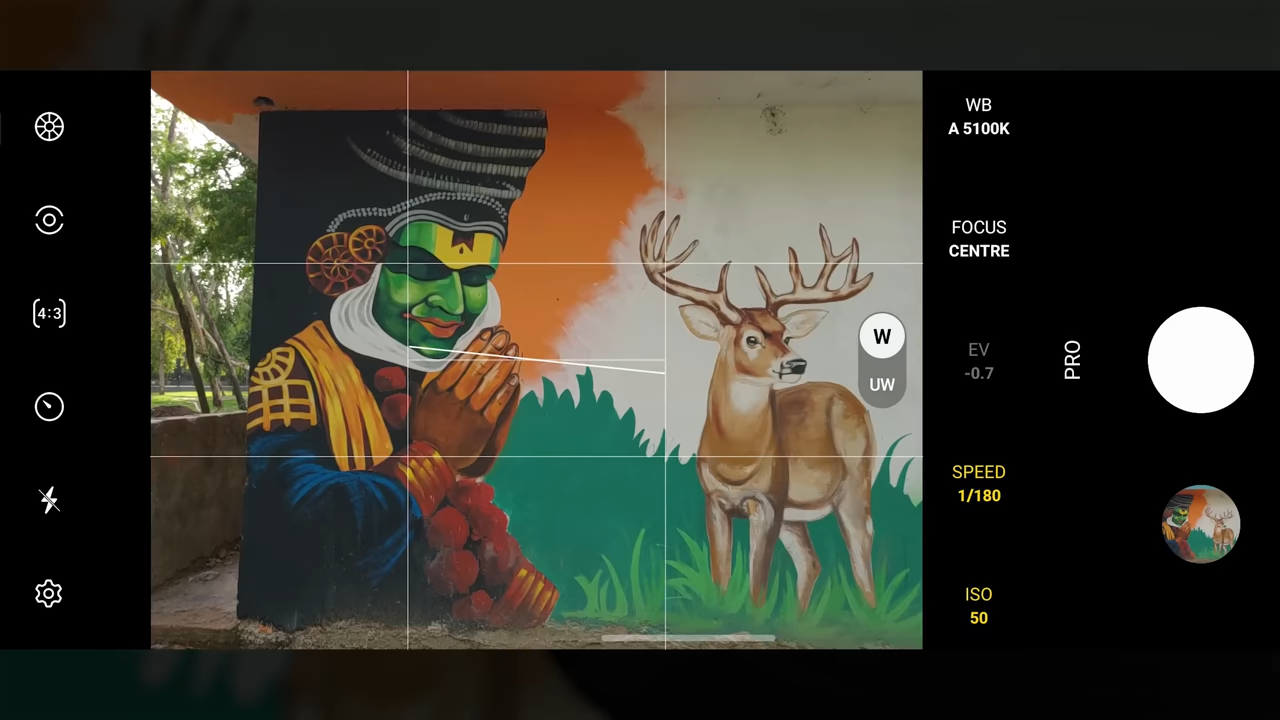 4:3
W
UW
WB
A 5100K
FOCUS
CENTRE
EV
-0.7
SPEED
1/180
ISO
50
PRO